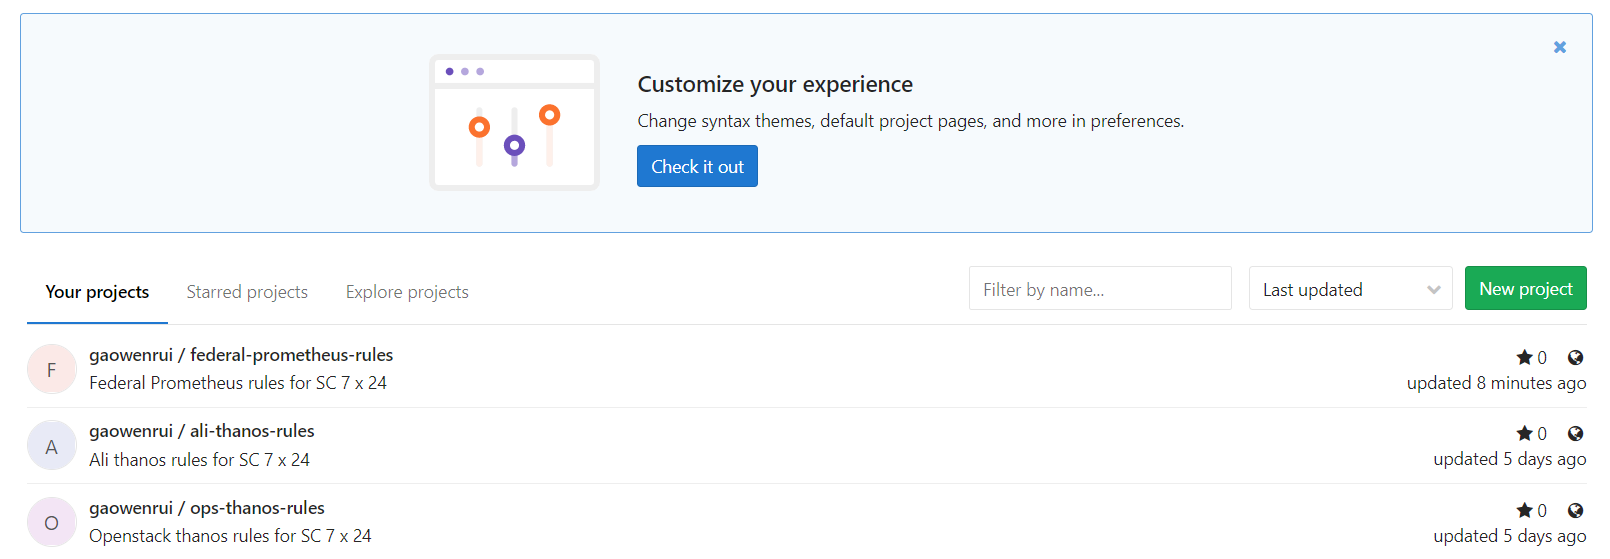 Customize your experience
Change syntax themes, default project pages, and more in preferences.
Check it out
Your projects Starred projects Explore projects Filter by name... Last updated New project
F gaowenrui / federal-prometheus-rules 0
Federal Prometheus rules for SC 7 x 24 updated 8 minutes ago
A gaowenrui / ali-thanos-rules 0
Ali thanos rules for SC 7 x 24 updated 5 days ago
O gaowenrui / ops-thanos-rules 0
Openstack thanos rules for SC 7 x 24 updated 5 days ago